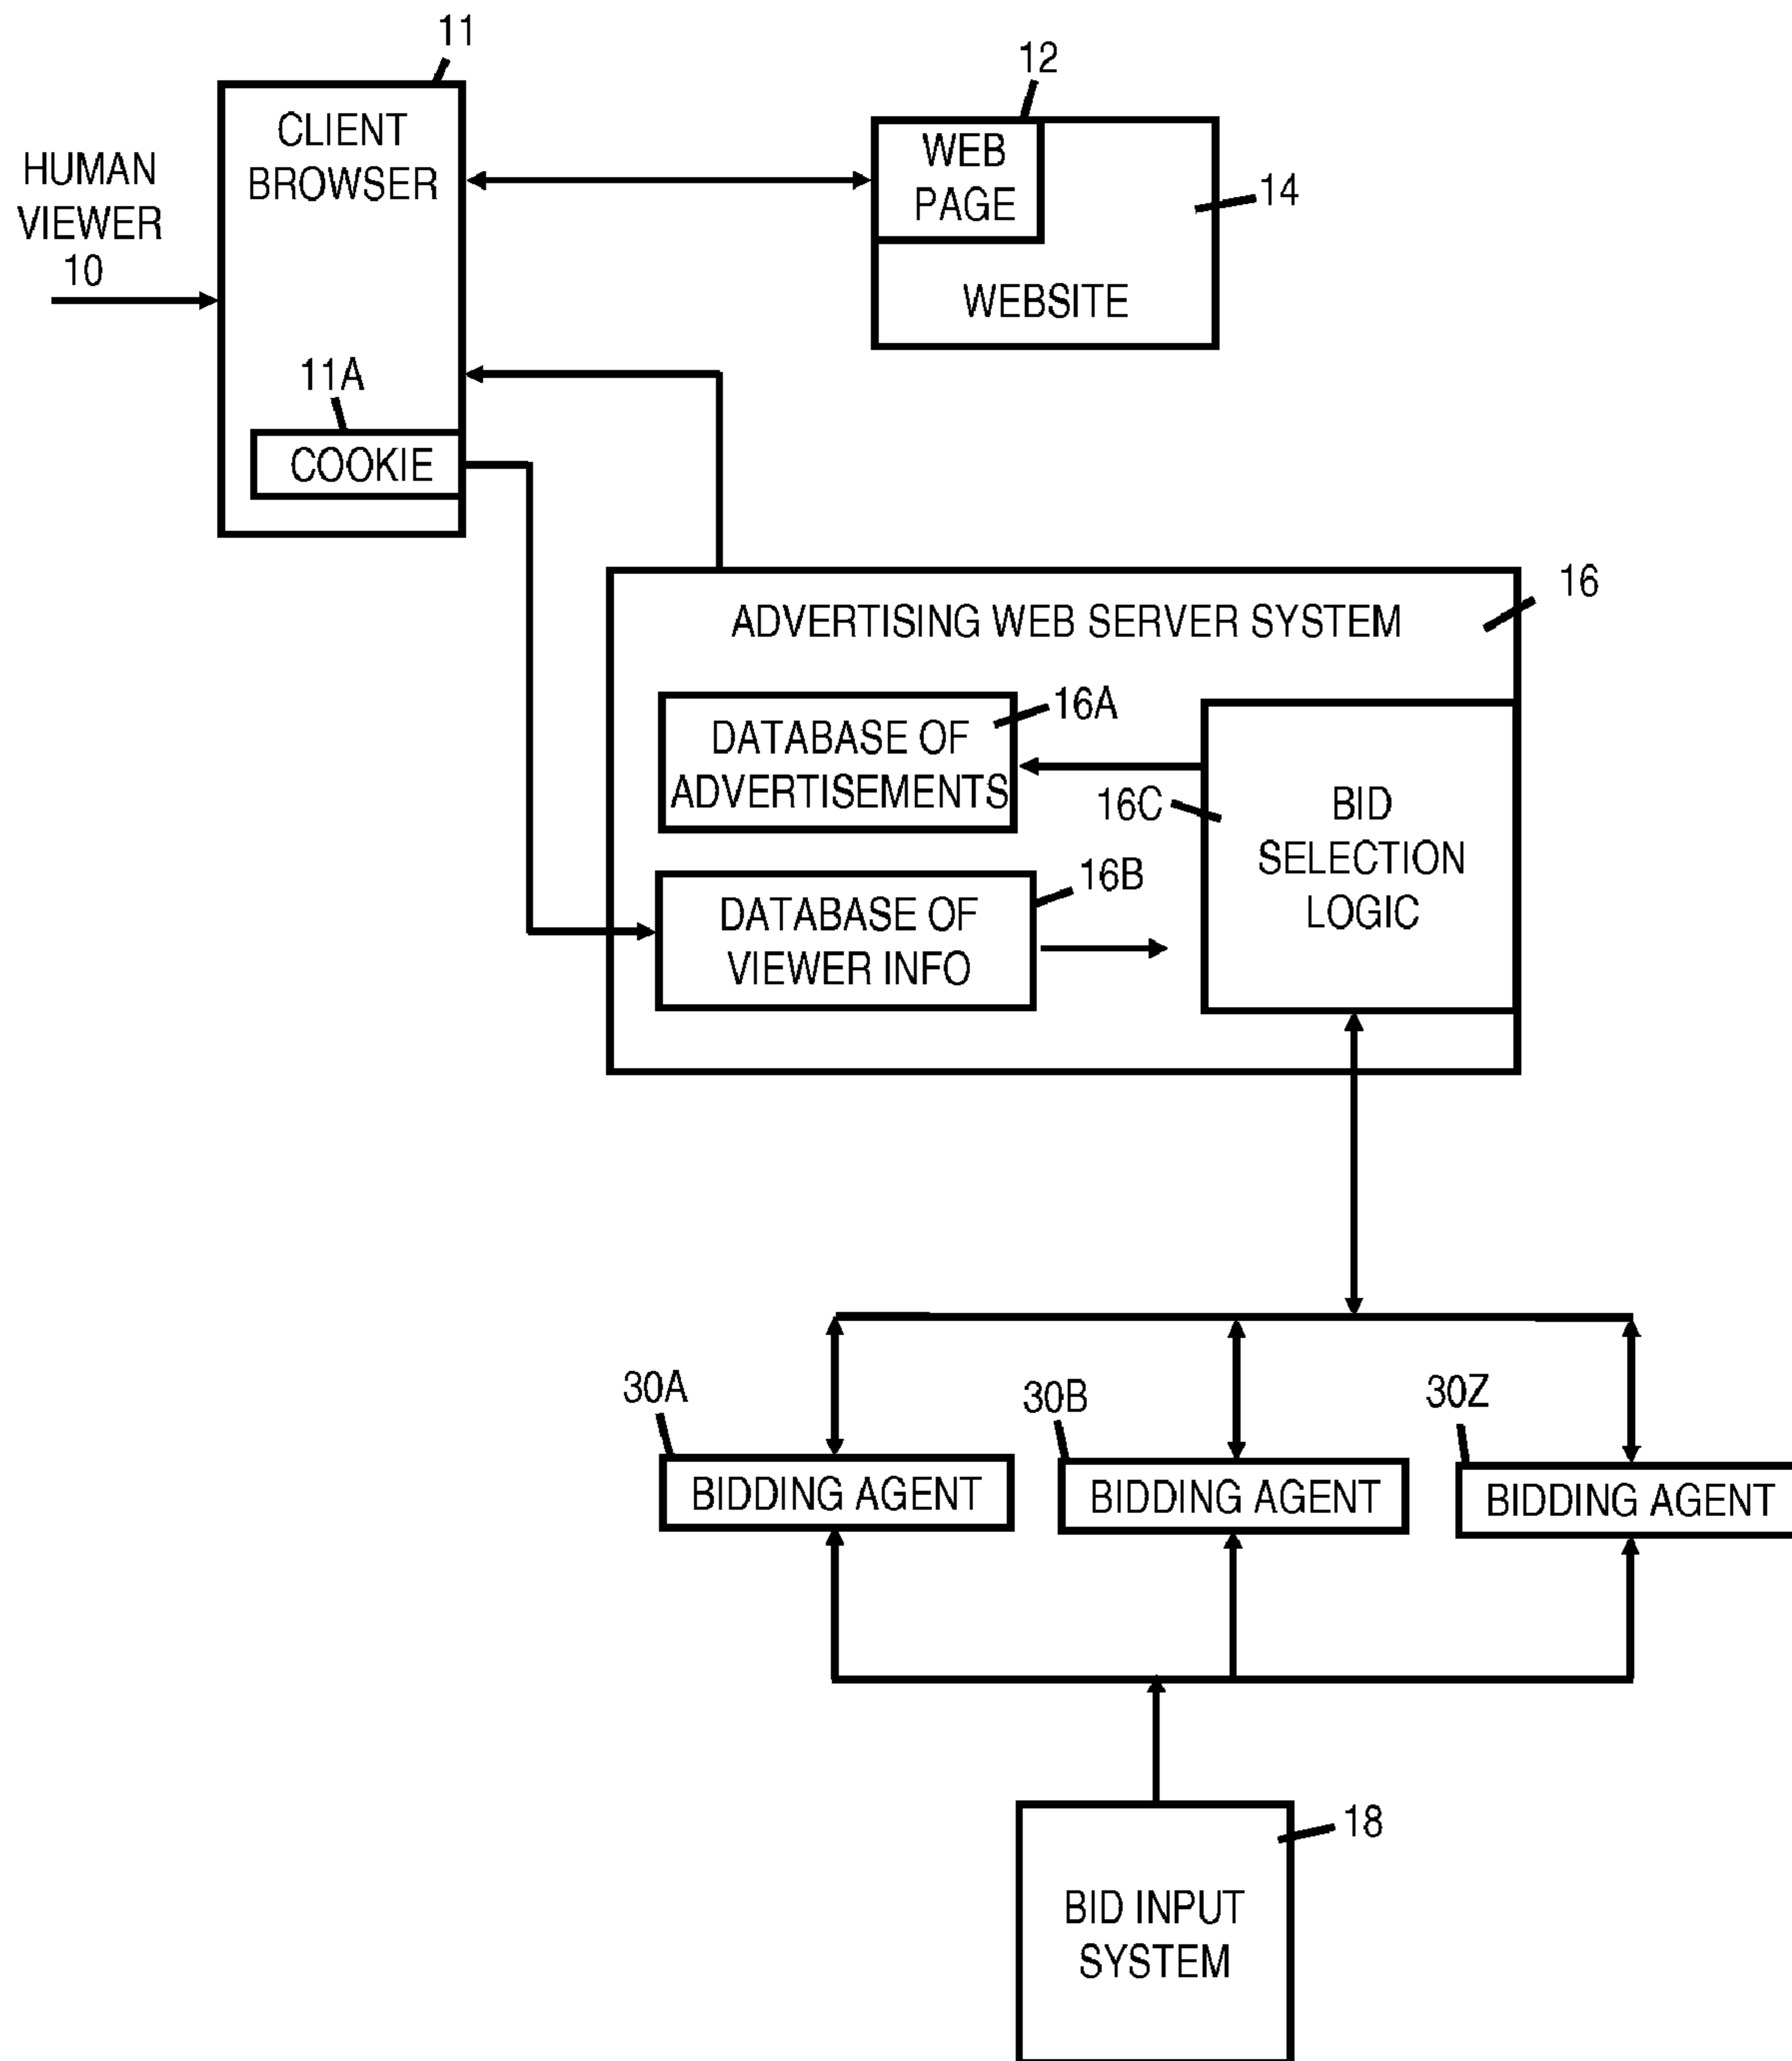 11
CLIENT
BROWSER
HUMAN
VIEWER
10
11A
COOKIE
12
WEB
PAGE
14
WEBSITE
16
ADVERTISING WEB SERVER SYSTEM
16A
DATABASE OF
ADVERTISEMENTS
16C
BID
SELECTION
LOGIC
16B
DATABASE OF
VIEWER INFO
30A
BIDDING AGENT
30B
BIDDING AGENT
30Z
BIDDING AGENT
18
BID INPUT
SYSTEM